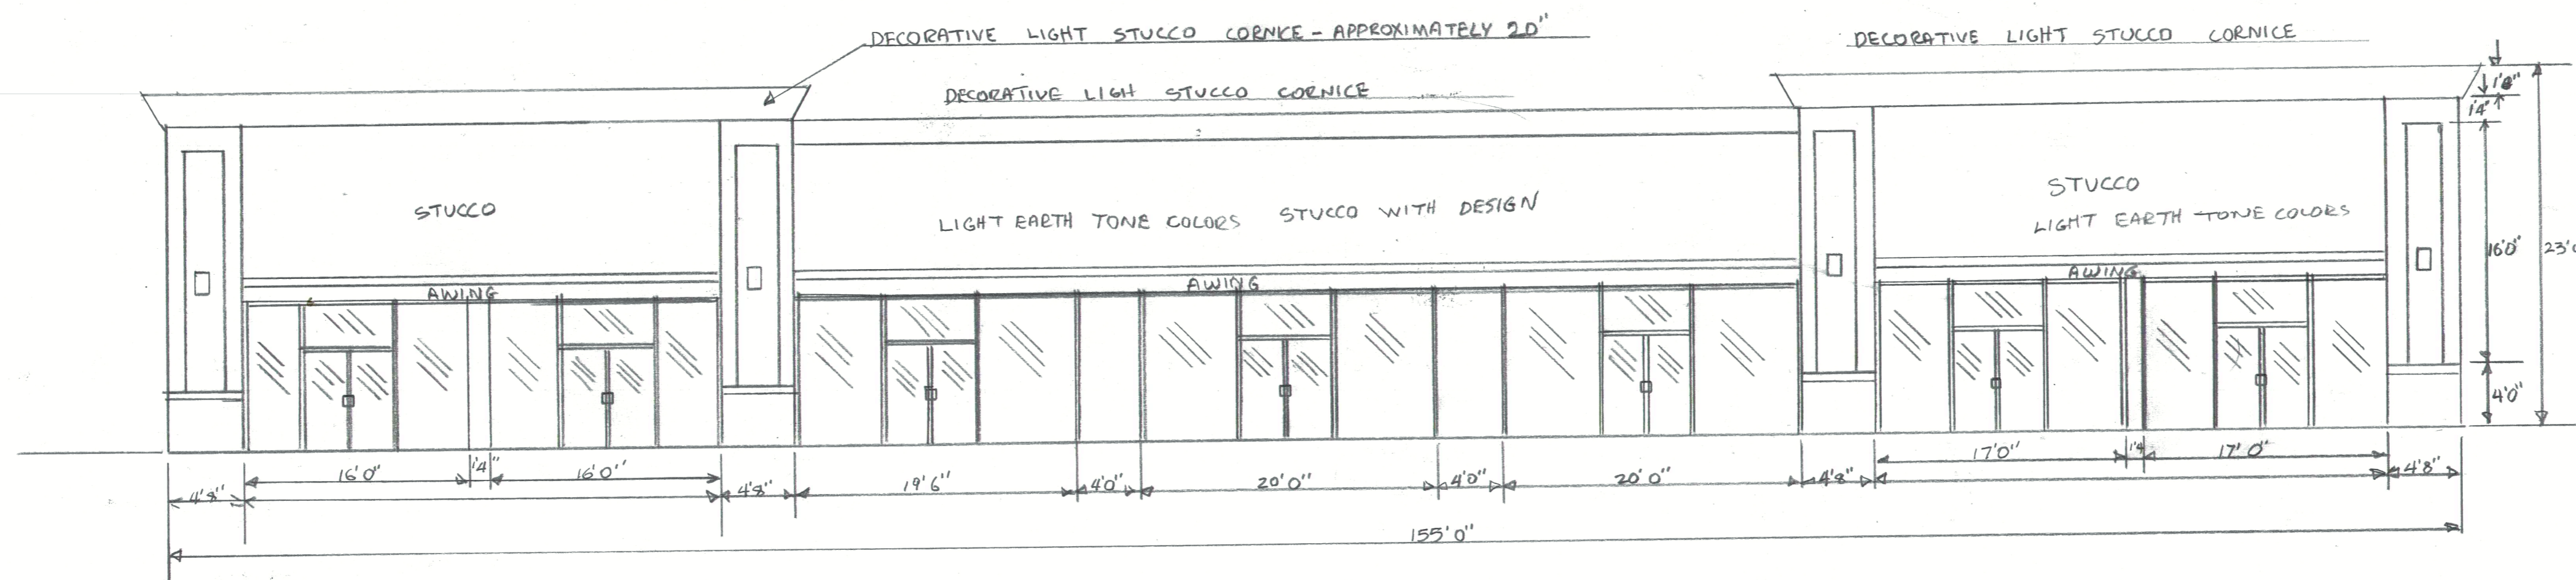 DECORATIVE LIGHT STUCCO CORNICE - APPROXIMATELY 20"
DECORATIVE LIGHT STUCCO CORNICE
DECORATIVE LIGH STUCCO CORNICE
1'4"
STUCCO
LIGHT EARTH TONE COLORS STUCCO WITH DESIGN
STUCCO
LIGHT EARTH TONE COLORS
16'0"
AWING
AWING
AWING
4'0"
16'0"
1'4"
16'0"
17'0"
1'4
17'0"
4'8"
4'8"
19'6"
4'0"
20'0"
4'0"
20'0"
4'8"
4'8"
155'0"